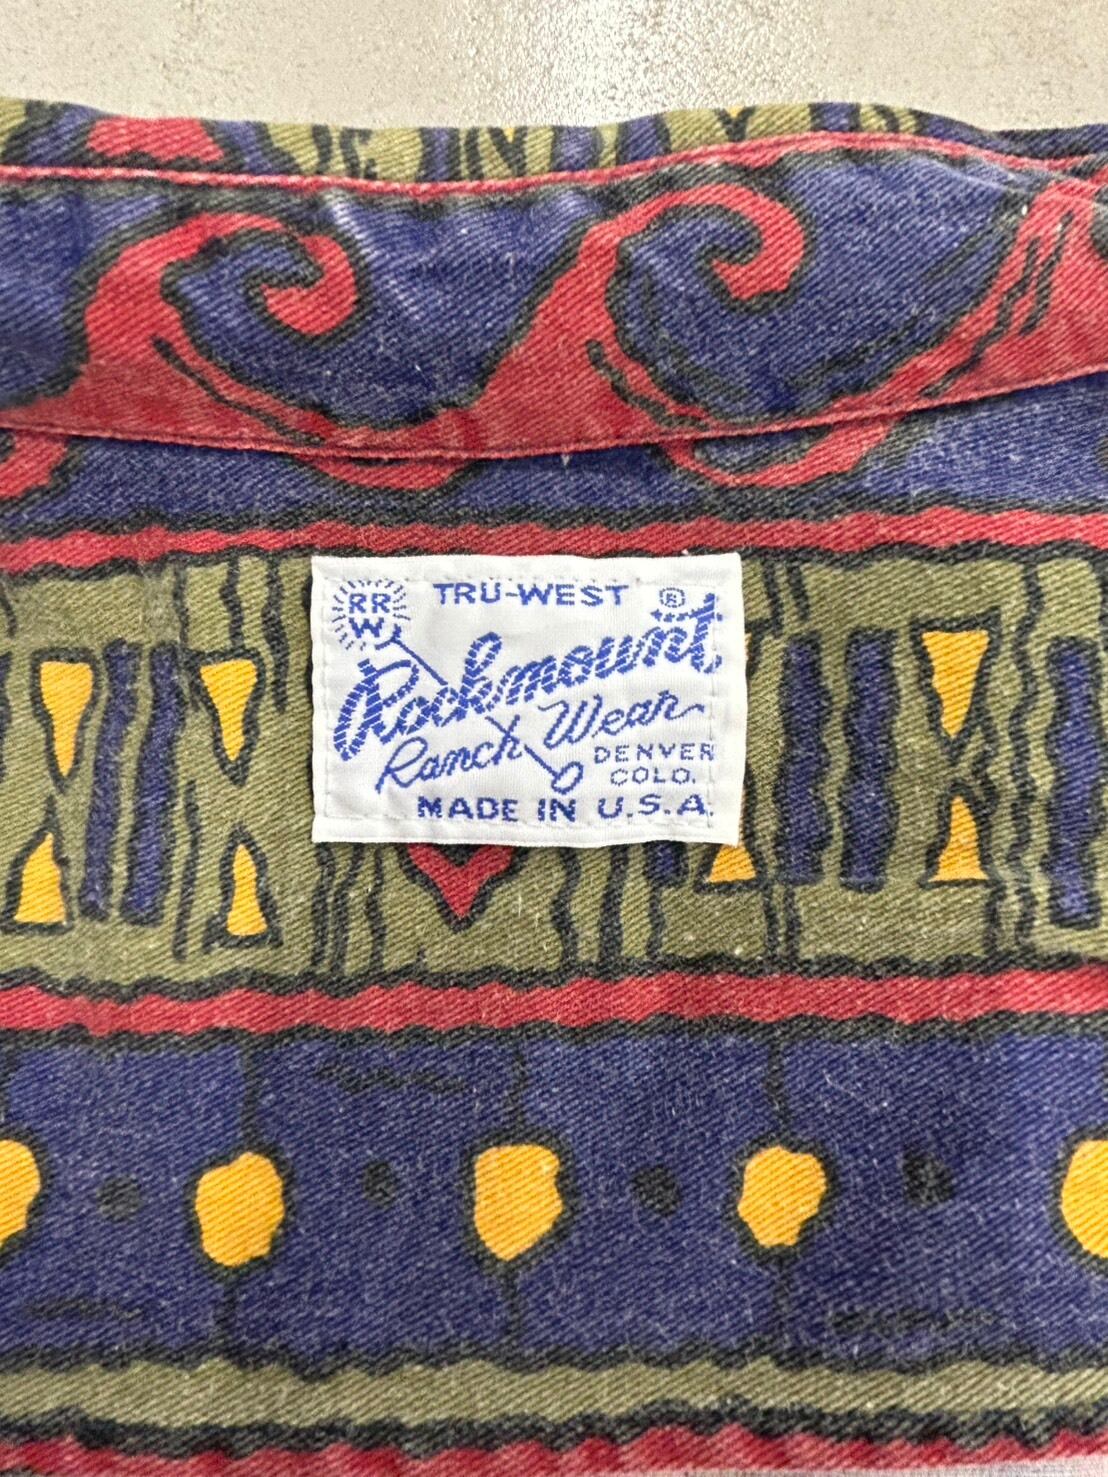 TRU-WEST ®
RR
W
Rockmount
Ranch Wear
DENVER
COLO.
MADE IN U.S.A.